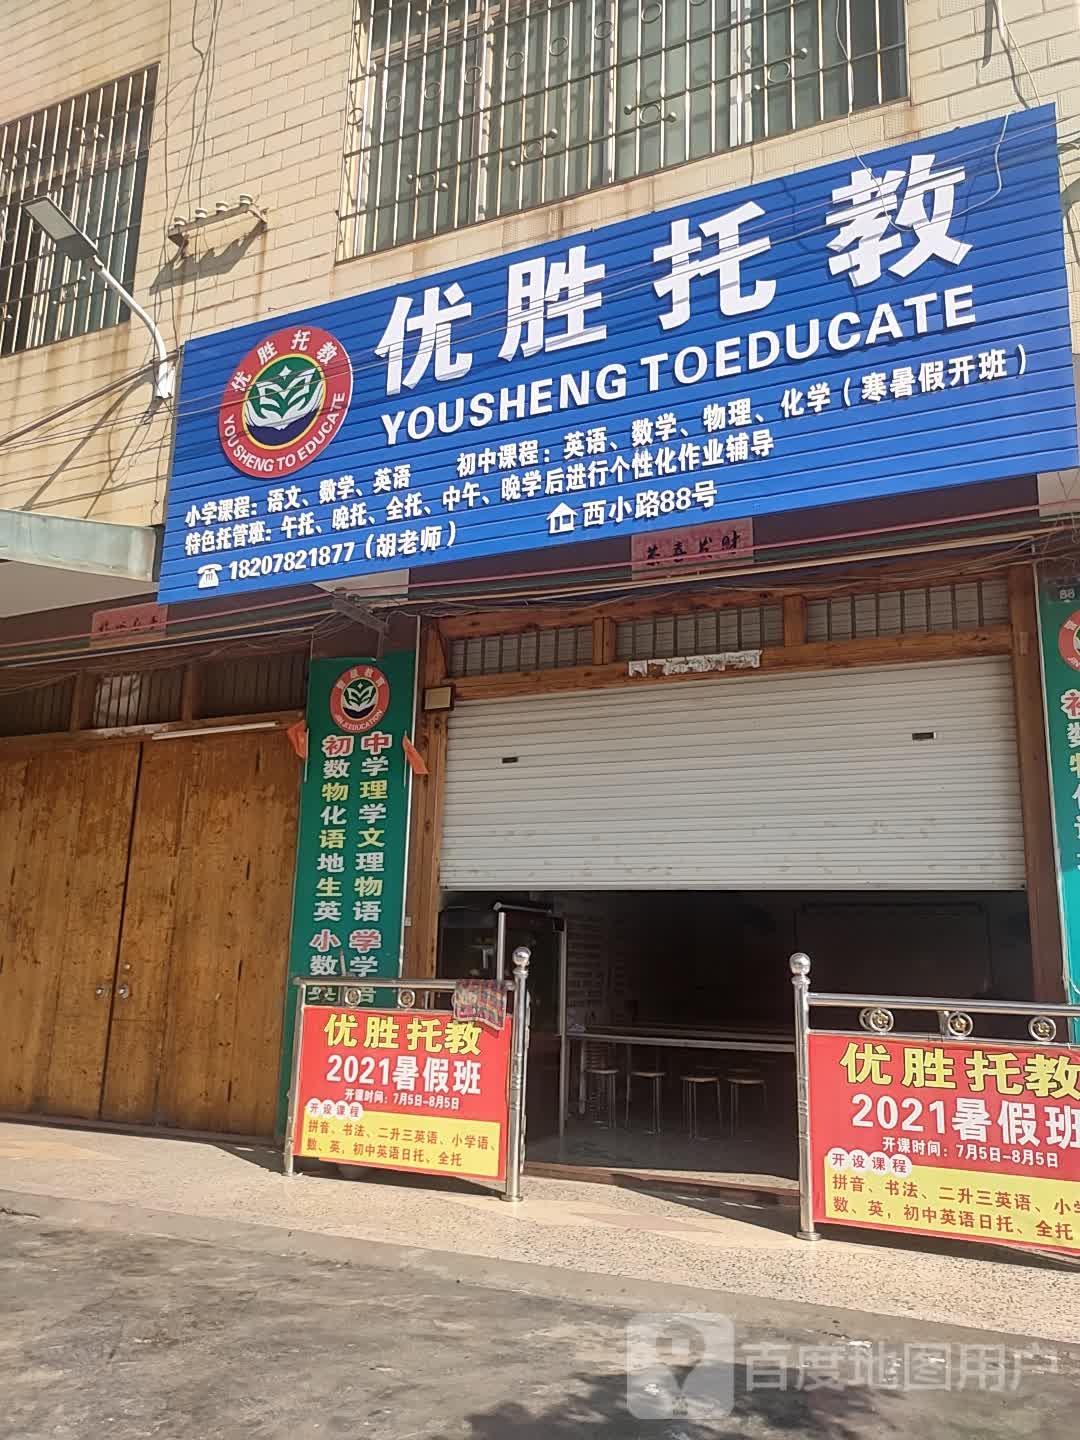 优胜托教
YOUSHENG TOEDUCATE
优胜托教
YOUSHENG TO EDUCATE
小学课程：语文、数学、英语 初中课程：英语、数学、物理、化学（寒暑假开班）
特色托管班：午托、晚托、全托、中午、晚学后进行个性化作业辅导
18207821877（胡老师） 西小路88号
88
EDUCATION
初中
数学
物理
化学
语文
地理
生物
英语
小学
数学
优胜托教
2021暑假班
开课时间：7月5日-8月5日
开设课程
拼音、书法、二升三英语、小学语、
数、英，初中英语日托、全托
优胜托教
2021暑假班
开课时间：7月5日-8月5日
开设课程
拼音、书法、二升三英语、小学
数、英，初中英语日托、全托
百度地图用户